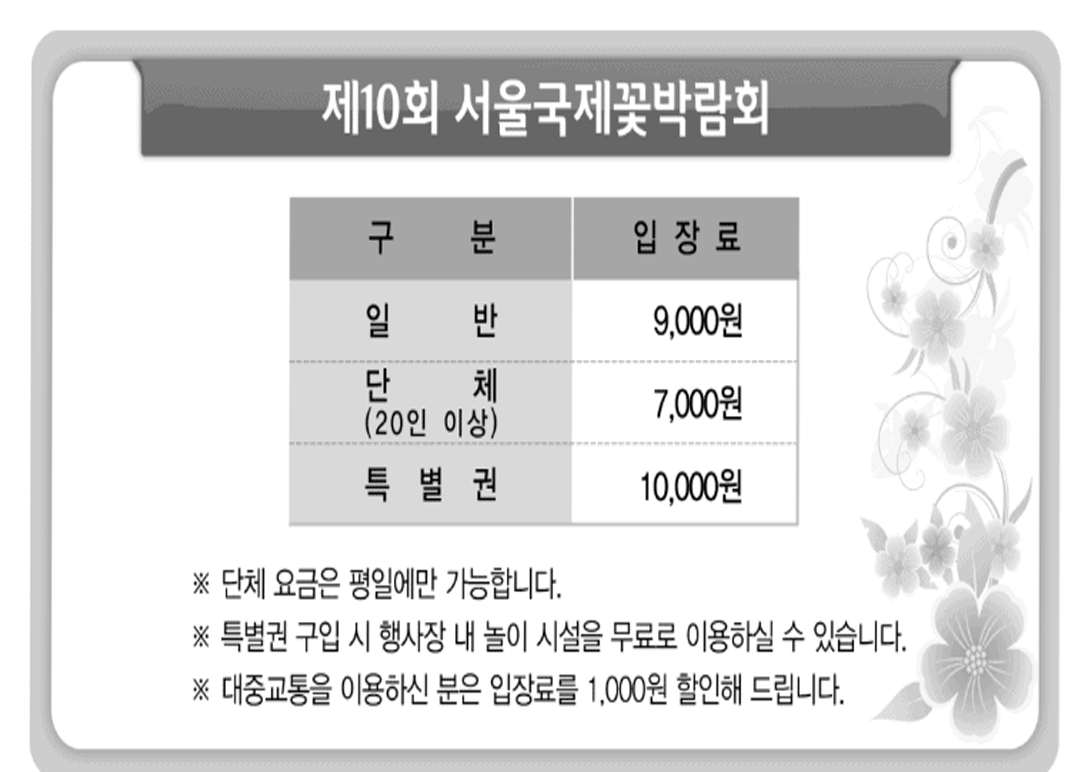 제10회 서울국제꽃박람회
구 분 입 장 료
일 반 9,000원
단 체 7,000원
(20인 이상)
특 별 권 10,000원
※ 단체 요금은 평일에만 가능합니다.
※ 특별권 구입 시 행사장 내 놀이 시설을 무료로 이용하실 수 있습니다.
※ 대중교통을 이용하신 분은 입장료를 1,000원 할인해 드립니다.